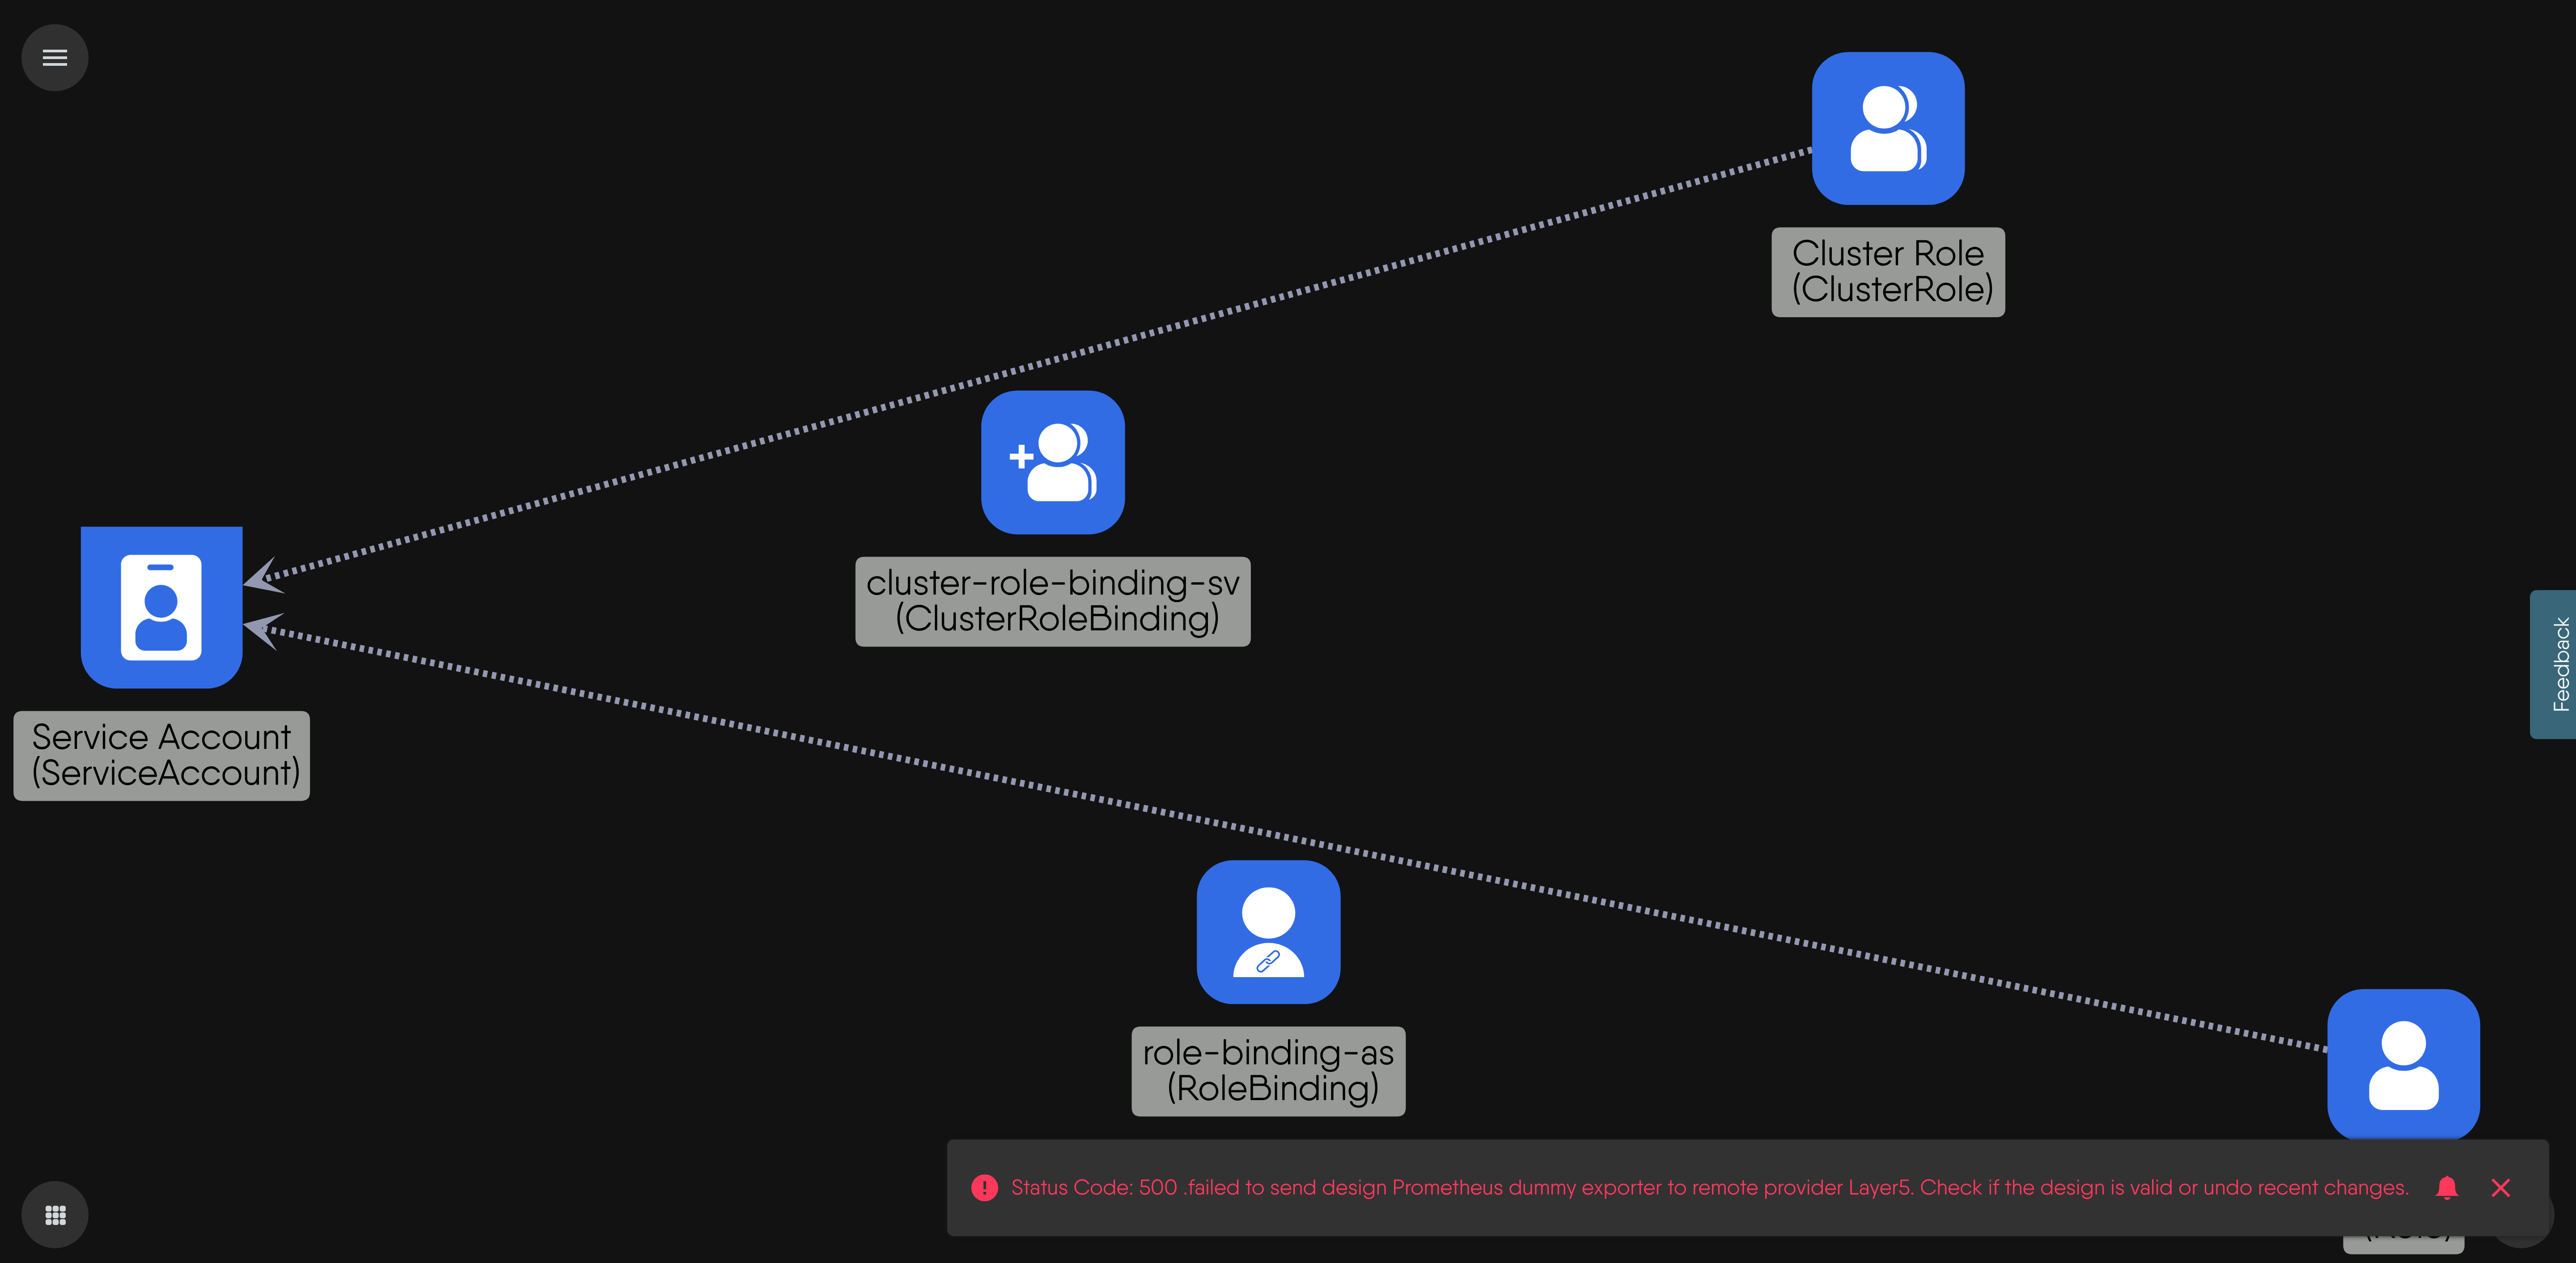 Cluster Role
(ClusterRole)
cluster-role-binding-sv
(ClusterRoleBinding)
Feedback
Service Account
(ServiceAccount)
role-binding-as
(RoleBinding)
Status Code: 500 .failed to send design Prometheus dummy exporter to remote provider Layer5. Check if the design is valid or undo recent changes.